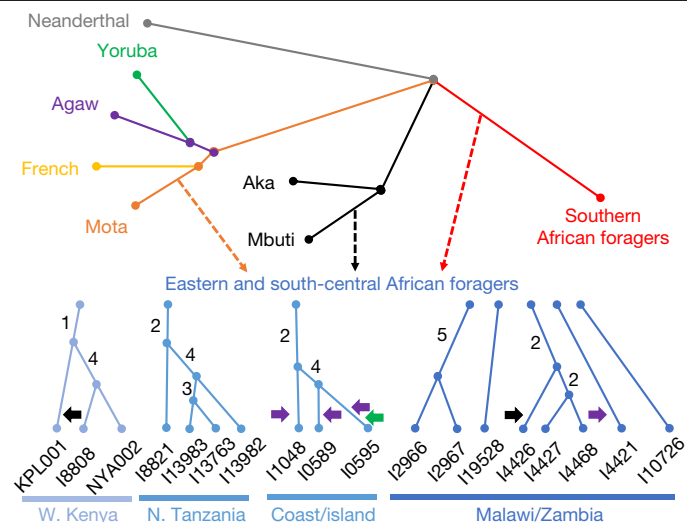 Neanderthal
Yoruba
Agaw
French
Mota
Aka
Mbuti
Southern
African foragers
Eastern and south-central African foragers
1
4
2
4
3
2
4
5
2
2
KPL001
I8808
NYA002
I8821
I13983
I13763
I13982
I1048
I0589
I0595
I2966
I2967
I19528
I4426
I4427
I4468
I4421
I10726
W. Kenya
N. Tanzania
Coast/island
Malawi/Zambia